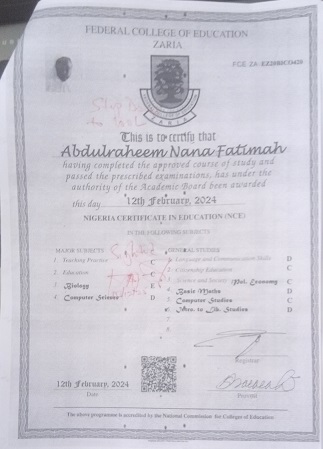 FEDERAL COLLEGE OF EDUCATION
ZARIA
ZARIA
This is to certify that
Abdulraheem Nana Fatimah
having completed the approved course of study and
passed the prescribed examinations, has under the
authority of the Academic Board been awarded
this day 12th February, 2024
NIGERIA CERTIFICATE IN EDUCATION (NCE)
IN THE FOLLOWING SUBJECTS
MAJOR SUBJECTS GENERAL STUDIES
1. Teaching Practice C 1. Language and Communication Skills D
2. Education C 2. Citizenship Education C
3. Biology E 3. Science and Society /Pol. Economy C
4. Computer Science D 4. Basic Maths D
5. Computer Studies C
6. Intro. to Lib. Studies D
Registrar
12th February, 2024
Date Provost
The above programme is accredited by the National Commission for Colleges of Education